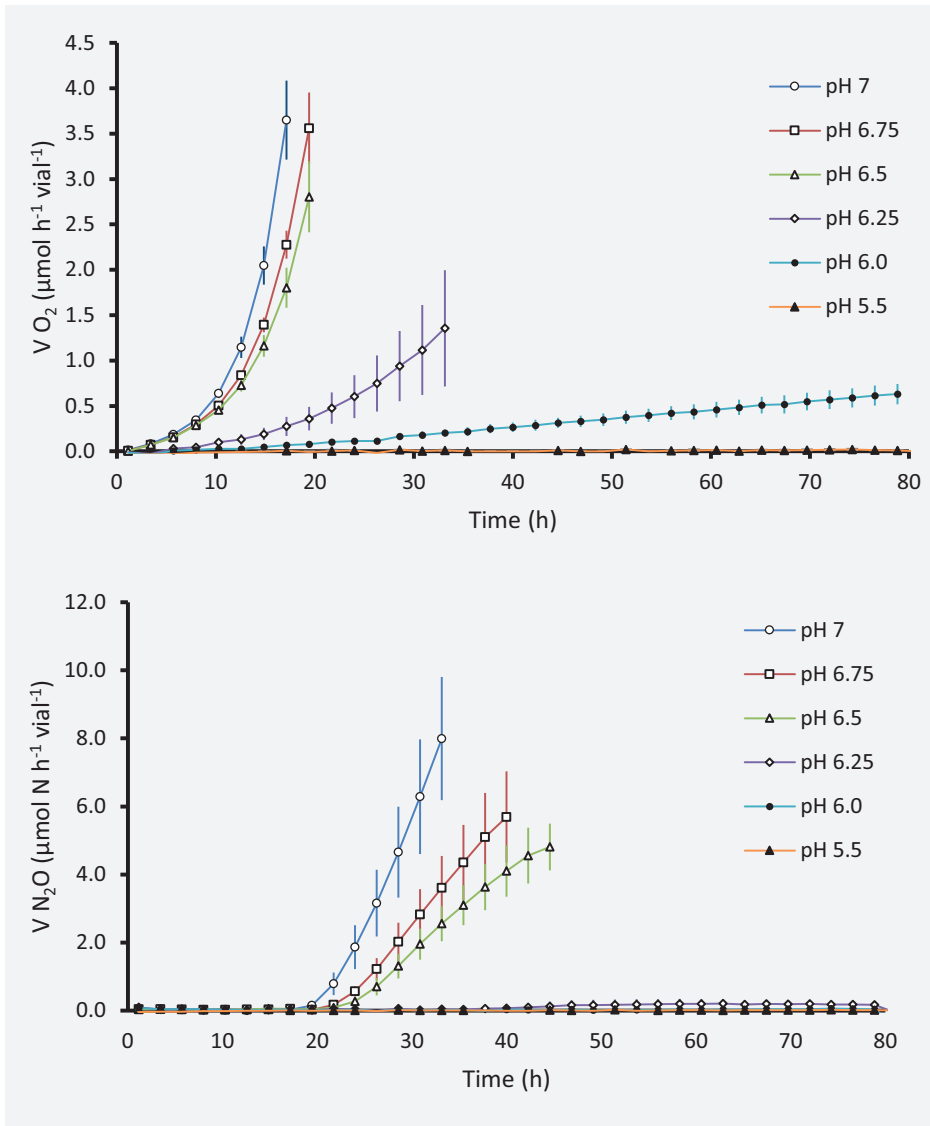 V O₂ (µmol h⁻¹ vial⁻¹)
4.5
4.0
3.5
3.0
2.5
2.0
1.5
1.0
0.5
0.0
0 10 20 30 40 50 60 70 80
Time (h)
pH 7
pH 6.75
pH 6.5
pH 6.25
pH 6.0
pH 5.5
V N₂O (µmol N h⁻¹ vial⁻¹)
12.0
10.0
8.0
6.0
4.0
2.0
0.0
0 10 20 30 40 50 60 70 80
Time (h)
pH 7
pH 6.75
pH 6.5
pH 6.25
pH 6.0
pH 5.5